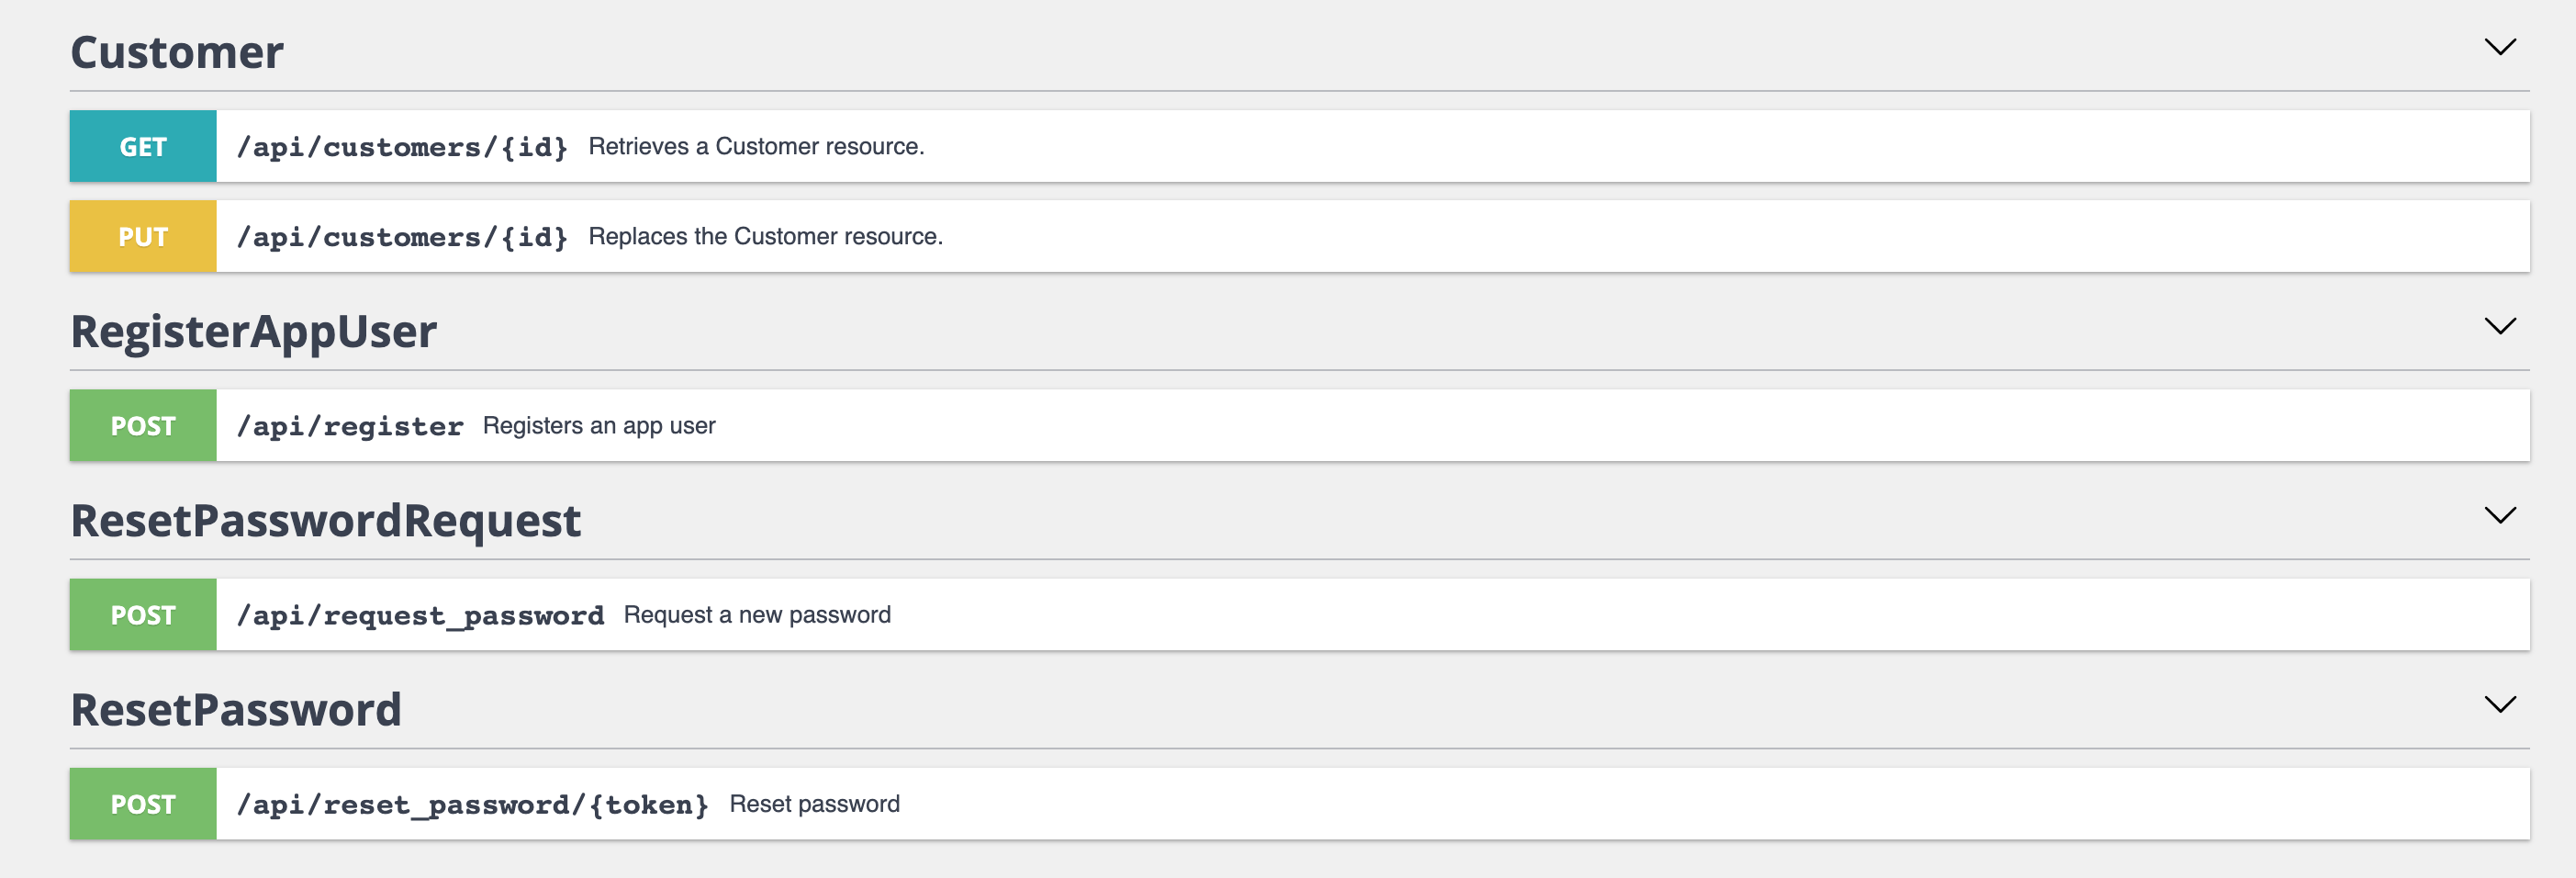 Customer
GET /api/customers/{id} Retrieves a Customer resource.
PUT /api/customers/{id} Replaces the Customer resource.
RegisterAppUser
POST /api/register Registers an app user
ResetPasswordRequest
POST /api/request_password Request a new password
ResetPassword
POST /api/reset_password/{token} Reset password